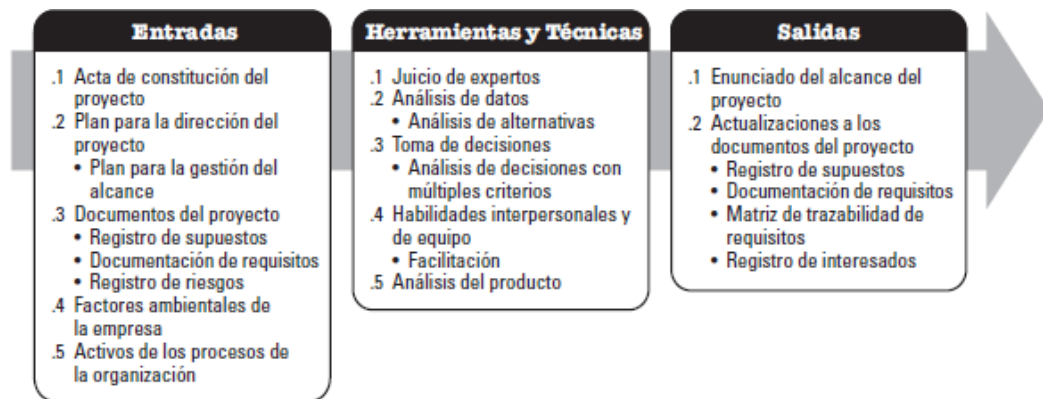 Entradas
.1 Acta de constitución del
proyecto
.2 Plan para la dirección del
proyecto
• Plan para la gestión del
alcance
.3 Documentos del proyecto
• Registro de supuestos
• Documentación de requisitos
• Registro de riesgos
.4 Factores ambientales de
la empresa
.5 Activos de los procesos de
la organización
Herramientas y Técnicas
.1 Juicio de expertos
.2 Análisis de datos
• Análisis de alternativas
.3 Toma de decisiones
• Análisis de decisiones con
múltiples criterios
.4 Habilidades interpersonales y
de equipo
• Facilitación
.5 Análisis del producto
Salidas
.1 Enunciado del alcance del
proyecto
.2 Actualizaciones a los
documentos del proyecto
• Registro de supuestos
• Documentación de requisitos
• Matriz de trazabilidad de
requisitos
• Registro de interesados